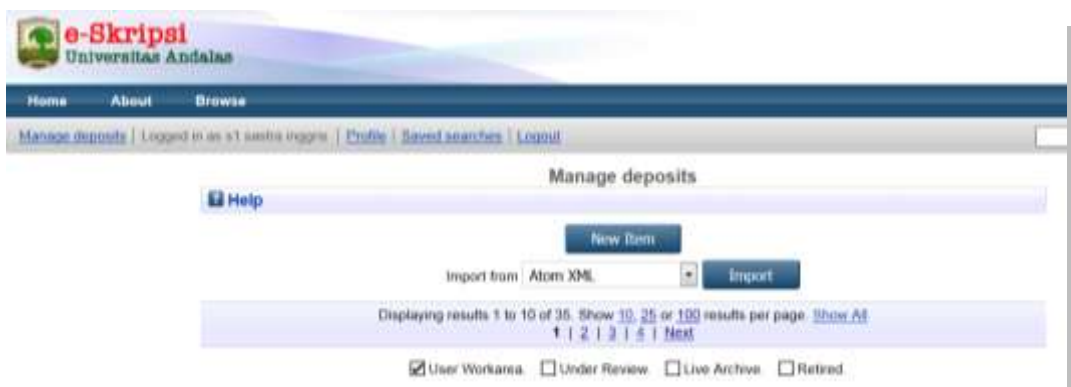 e-Skripsi
Universitas Andalas
Home About Browse
Manage deposits | Logged in as s1 sastra inggris | Profile | Saved searches | Logout
Manage deposits
Help
New Item
Import from Atom XML Import
Displaying results 1 to 10 of 35. Show 10, 25 or 100 results per page. Show All
1 | 2 | 3 | 4 | Next
User Workarea. Under Review. Live Archive. Retired.